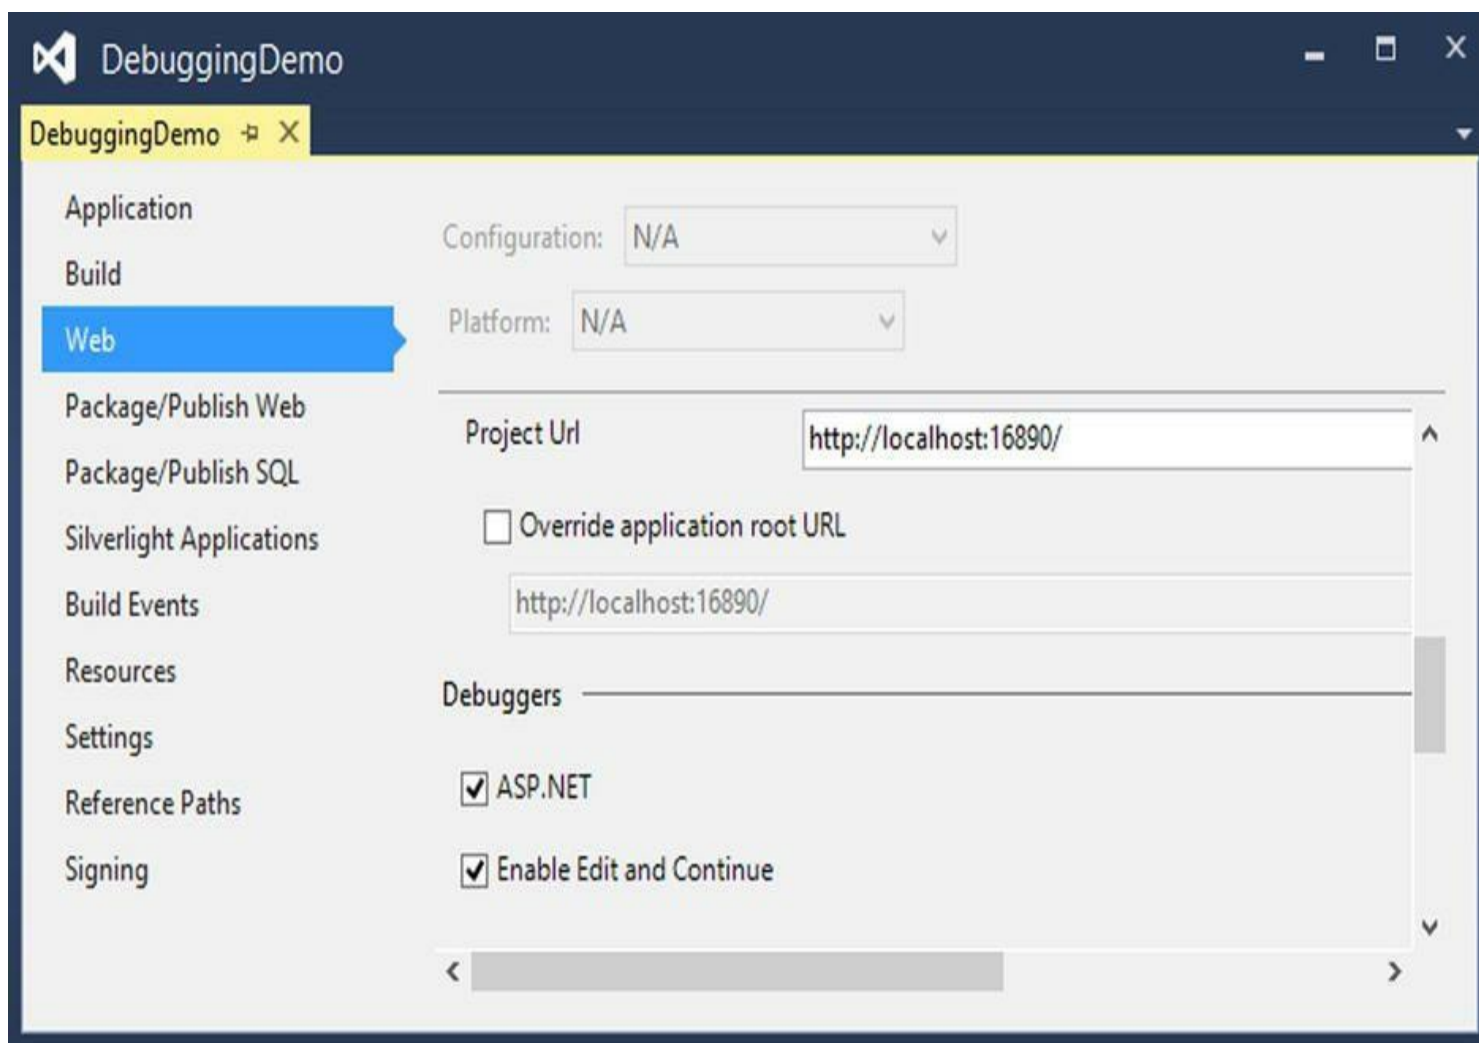 DebuggingDemo
DebuggingDemo
Application
Build
Web
Package/Publish Web
Package/Publish SQL
Silverlight Applications
Build Events
Resources
Settings
Reference Paths
Signing
Configuration: N/A
Platform: N/A
Project Url http://localhost:16890/
Override application root URL
http://localhost:16890/
Debuggers
ASP.NET
Enable Edit and Continue